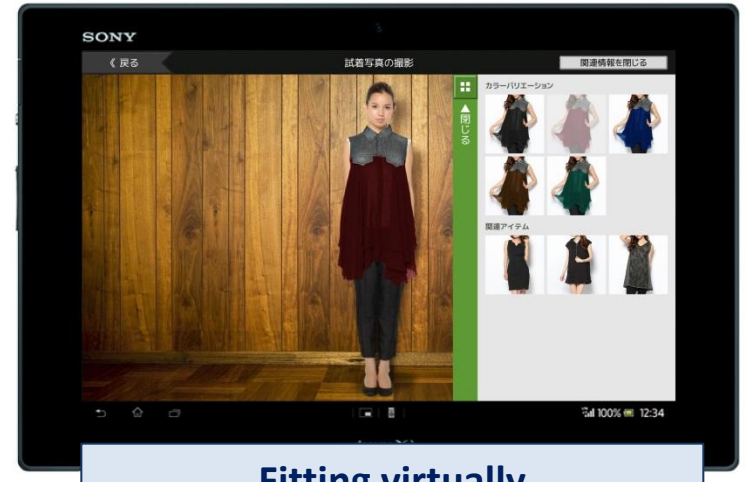 SONY
《 戻る
試着写真の撮影
関連情報を閉じる
▲閉じる
カラーバリエーション
関連アイテム
100% 12:34
Fitting virtually